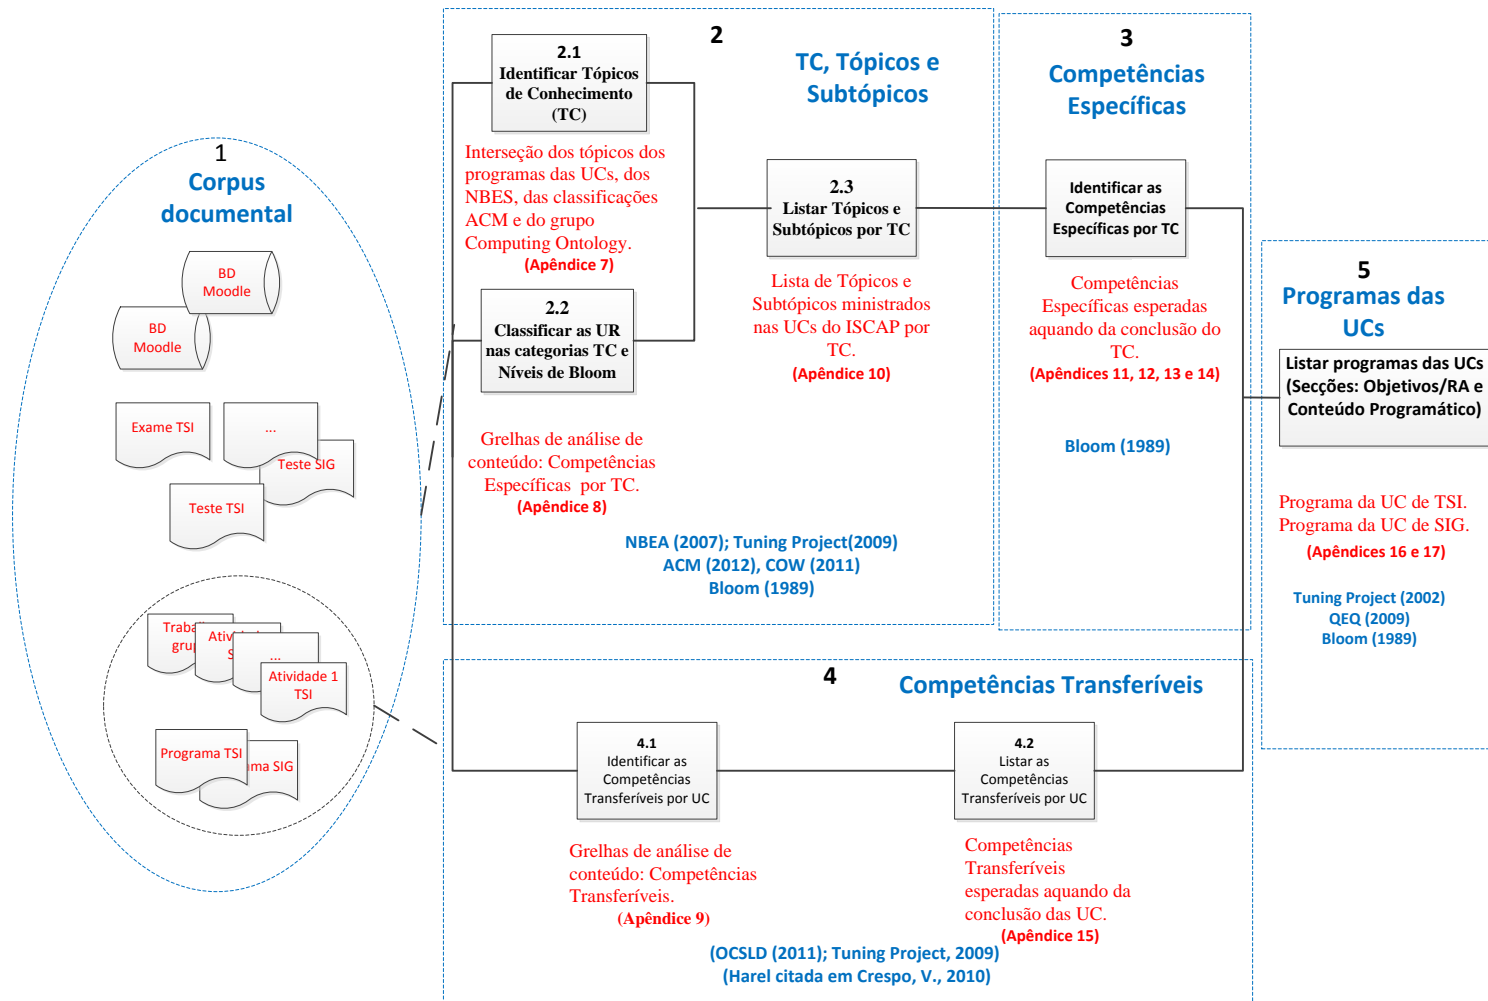 1
Corpus
documental
BD
Moodle
BD
Moodle
Exame TSI
...
Teste SIG
Teste TSI
grup
...
Atividade 1
TSI
Programa TSI
SIG
2
TC, Tópicos e
Subtópicos
2.1
Identificar Tópicos
de Conhecimento
(TC)
Interseção dos tópicos dos
programas das UCs, dos
NBES, das classificações
ACM e do grupo
Computing Ontology.
(Apêndice 7)
2.2
Classificar as UR
nas categorias TC e
Níveis de Bloom
Grelhas de análise de
conteúdo: Competências
Específicas por TC.
(Apêndice 8)
2.3
Listar Tópicos e
Subtópicos por TC
Lista de Tópicos e
Subtópicos ministrados
nas UCs do ISCAP por
TC.
(Apêndice 10)
NBEA (2007); Tuning Project(2009)
ACM (2012), COW (2011)
Bloom (1989)
3
Competências
Específicas
Identificar as
Competências
Específicas por TC
Competências
Específicas esperadas
aquando da conclusão do
TC.
(Apêndices 11, 12, 13 e 14)
Bloom (1989)
4
Competências Transferíveis
4.1
Identificar as
Competências
Transferíveis por UC
Grelhas de análise de
conteúdo: Competências
Transferíveis.
(Apêndice 9)
4.2
Listar as
Competências
Transferíveis por UC
Competências
Transferíveis
esperadas aquando da
conclusão das UC.
(Apêndice 15)
(OCSLD (2011); Tuning Project, 2009)
(Harel citada em Crespo, V., 2010)
5
Programas das
UCs
Listar programas das UCs
(Secções: Objetivos/RA e
Conteúdo Programático)
Programa da UC de TSI.
Programa da UC de SIG.
(Apêndices 16 e 17)
Tuning Project (2002)
QEQ (2009)
Bloom (1989)